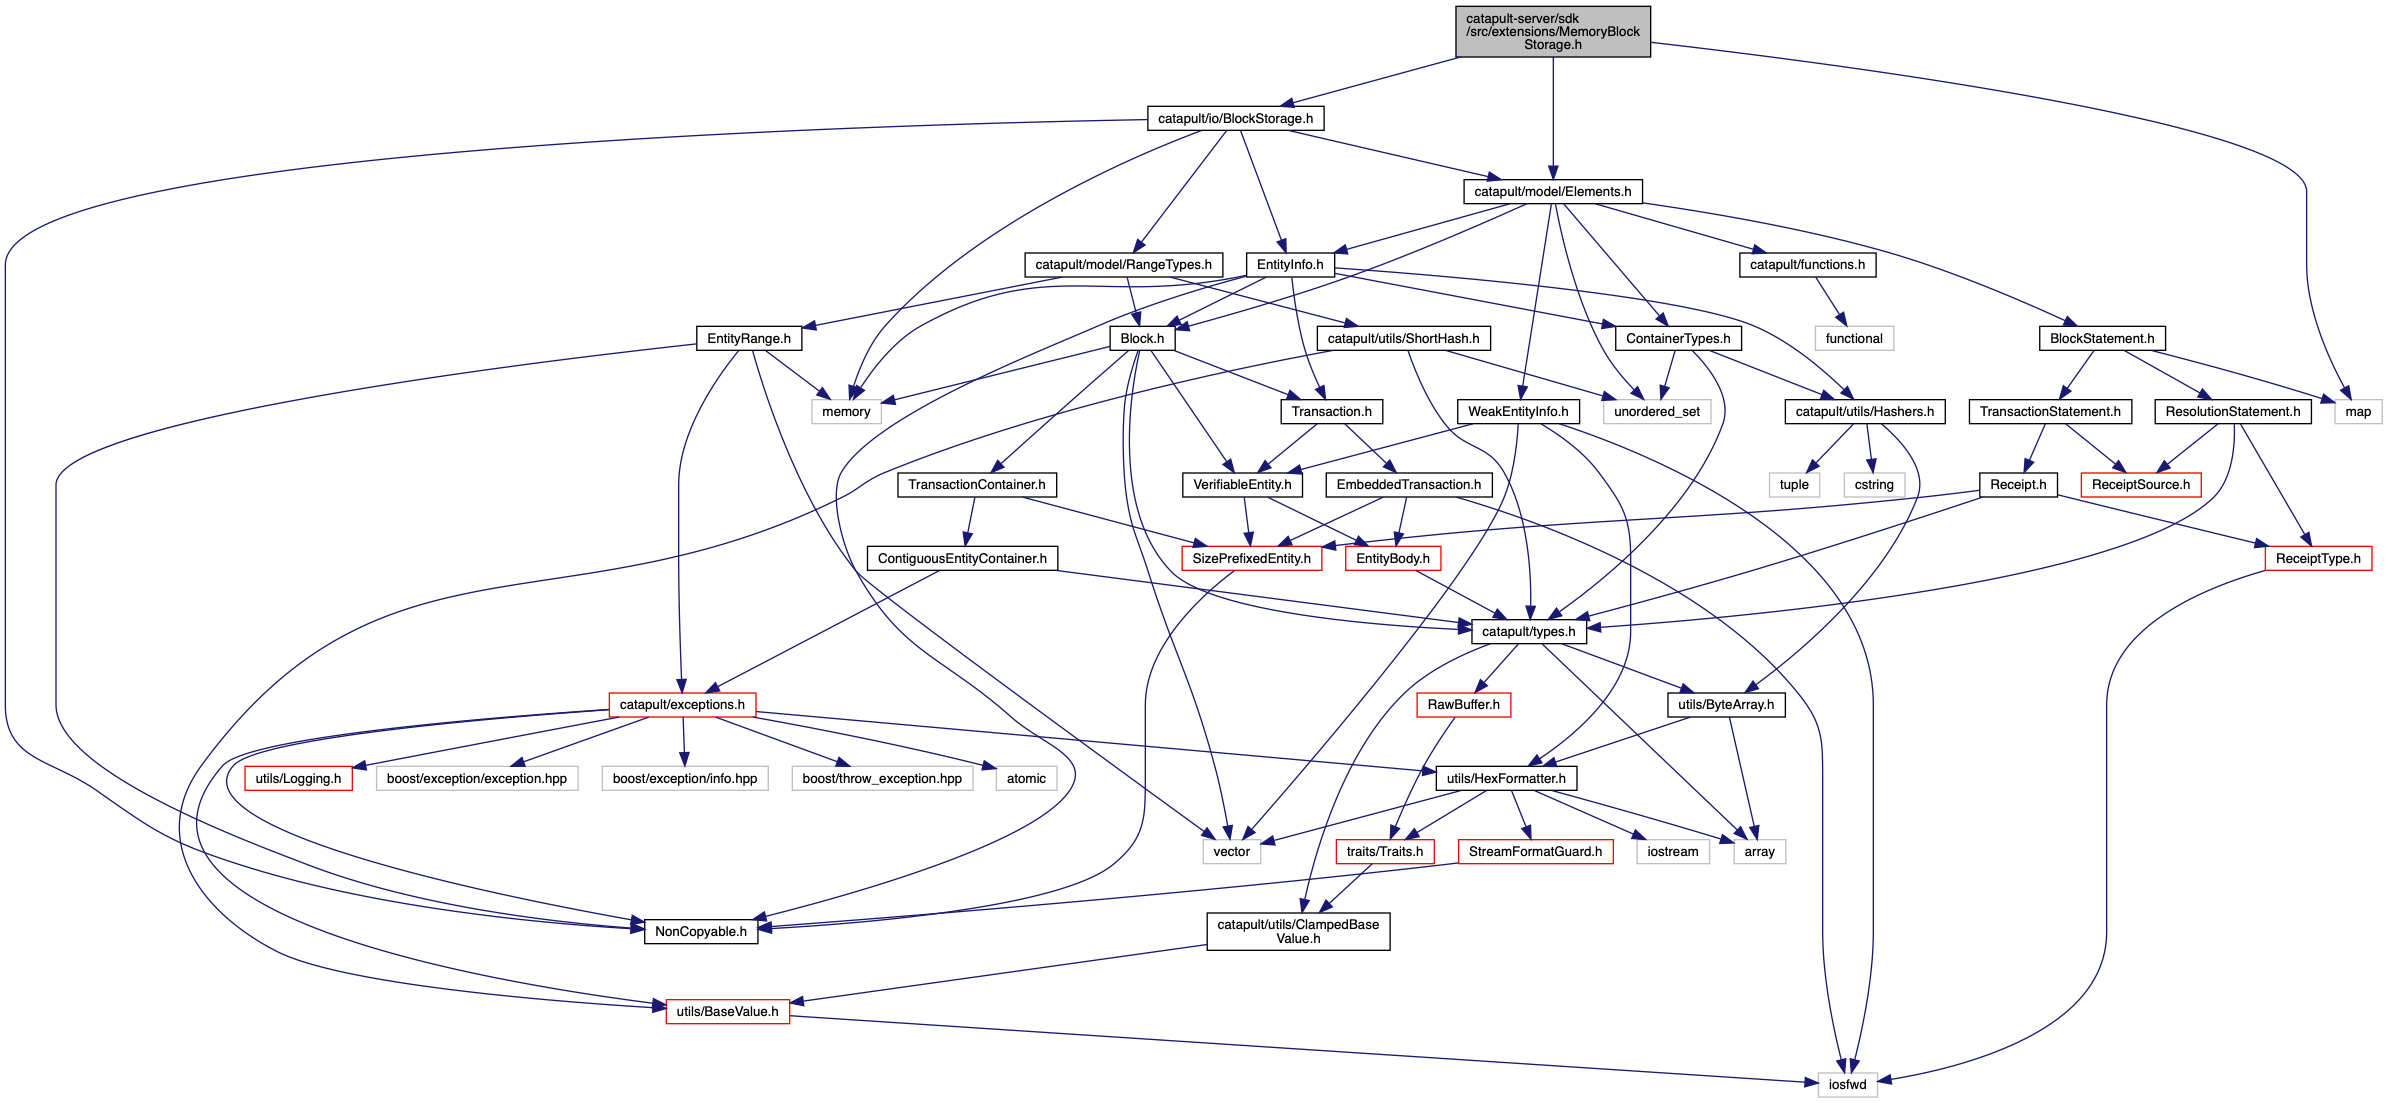 catapult-server/sdk
/src/extensions/MemoryBlock
Storage.h
catapult/io/BlockStorage.h
catapult/model/Elements.h
catapult/model/RangeTypes.h
EntityInfo.h
catapult/functions.h
EntityRange.h
Block.h
catapult/utils/ShortHash.h
ContainerTypes.h
functional
BlockStatement.h
memory
Transaction.h
WeakEntityInfo.h
unordered_set
catapult/utils/Hashers.h
TransactionStatement.h
ResolutionStatement.h
map
TransactionContainer.h
VerifiableEntity.h
EmbeddedTransaction.h
tuple
cstring
Receipt.h
ReceiptSource.h
ContiguousEntityContainer.h
SizePrefixedEntity.h
EntityBody.h
ReceiptType.h
catapult/types.h
catapult/exceptions.h
RawBuffer.h
utils/ByteArray.h
utils/Logging.h
boost/exception/exception.hpp
boost/exception/info.hpp
boost/throw_exception.hpp
atomic
utils/HexFormatter.h
vector
traits/Traits.h
StreamFormatGuard.h
iostream
array
NonCopyable.h
catapult/utils/ClampedBase
Value.h
utils/BaseValue.h
iosfwd